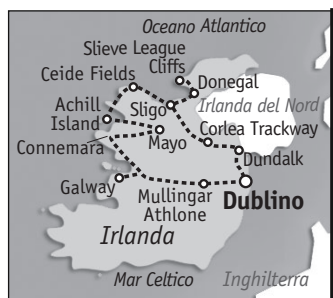 Oceano Atlantico
Slieve League
Cliffs
Ceide Fields
Donegal
Achill
Island
Sligo
Irlanda del Nord
Corlea Trackway
Connemara
Mayo
Dundalk
Galway
Mullingar
Athlone
Dublino
Irlanda
Mar Celtico
Inghilterra